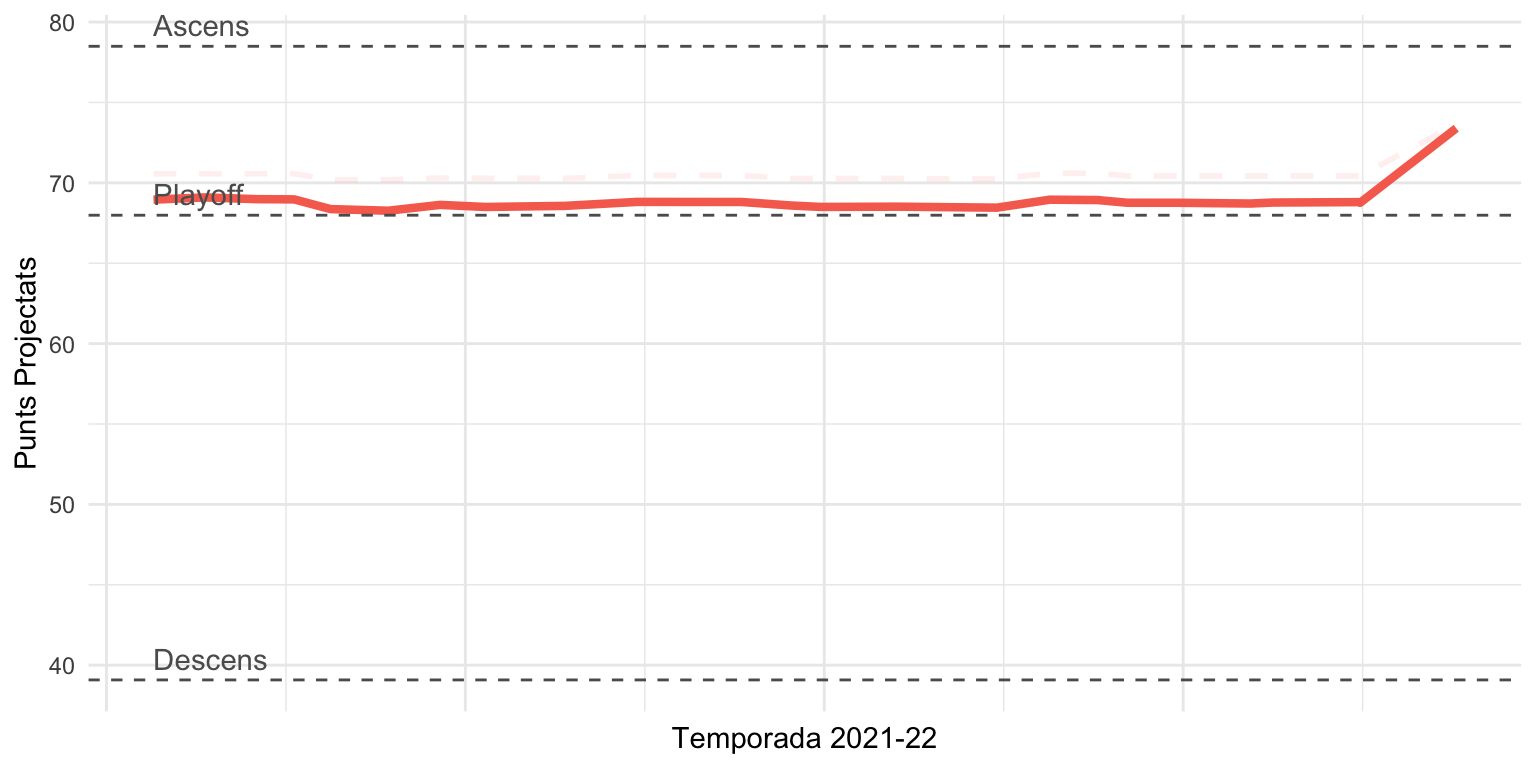 80
Ascens
70
Playoff
60
Punts Projectats
50
40
Descens
Temporada 2021-22